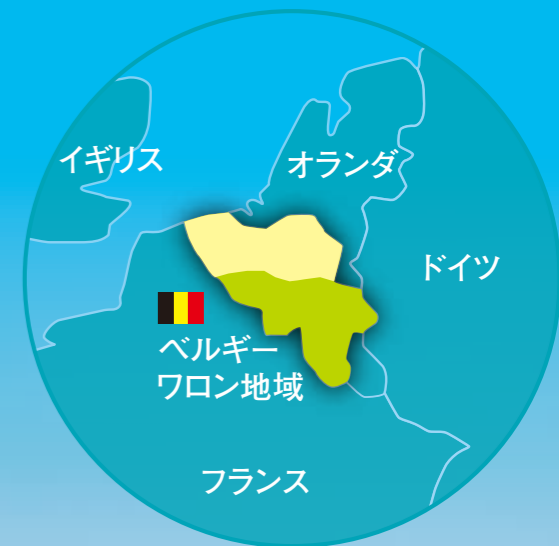 イギリス
オランダ
ドイツ
ベルギー
ワロン地域
フランス